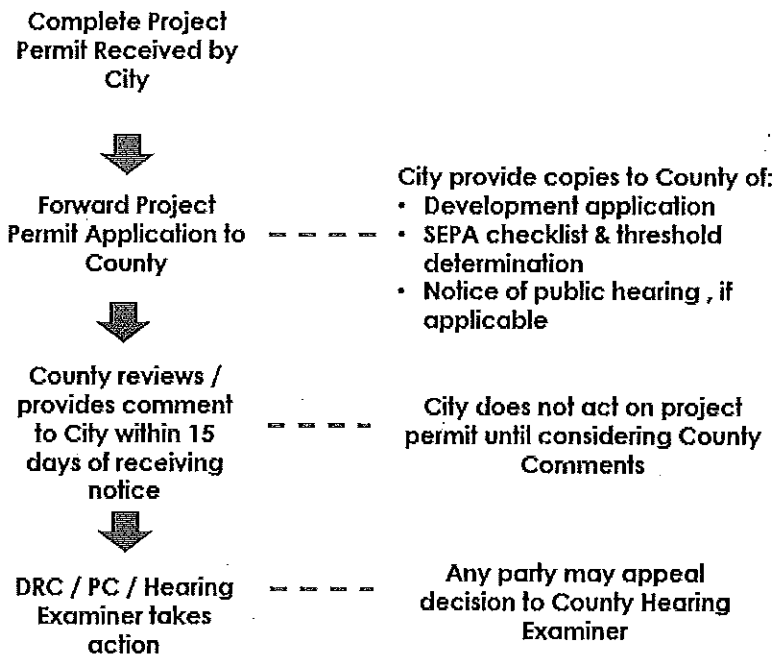 Complete Project
Permit Received by
City
Forward Project
Permit Application to
County
City provide copies to County of:
• Development application
• SEPA checklist & threshold
determination
• Notice of public hearing , if
applicable
County reviews /
provides comment
to City within 15
days of receiving
notice
City does not act on project
permit until considering County
Comments
DRC / PC / Hearing
Examiner takes
action
Any party may appeal
decision to County Hearing
Examiner